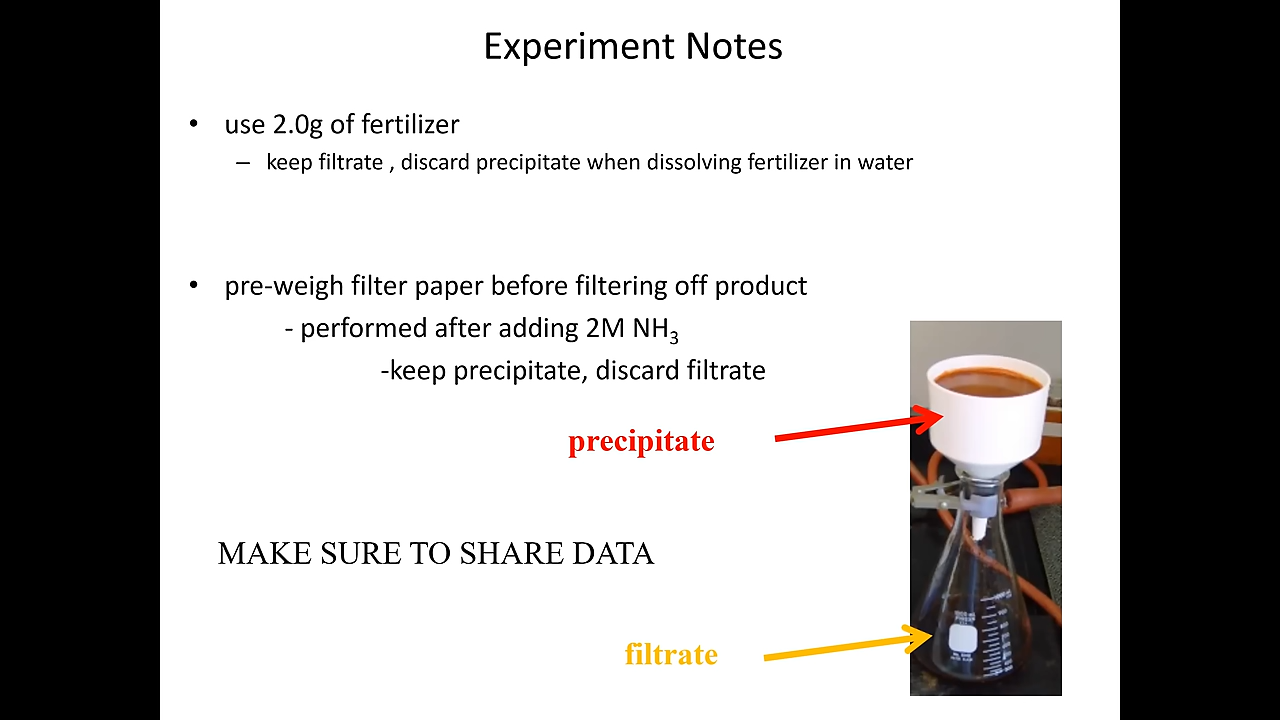 Experiment Notes
• use 2.0g of fertilizer
– keep filtrate , discard precipitate when dissolving fertilizer in water
• pre-weigh filter paper before filtering off product
- performed after adding 2M NH₃
-keep precipitate, discard filtrate
precipitate
MAKE SURE TO SHARE DATA
filtrate